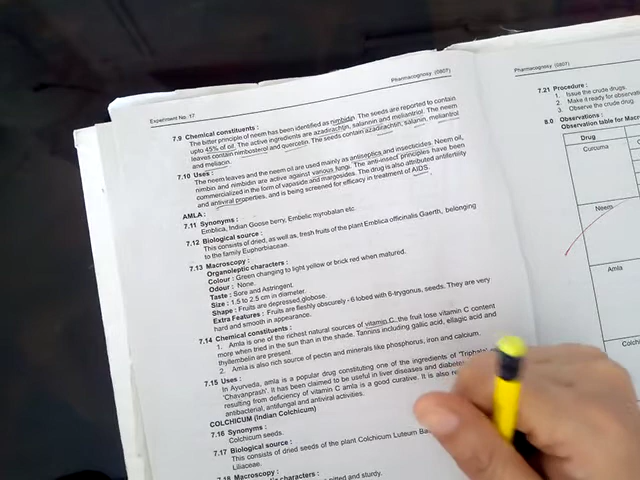 Pharmacognosy (0807)
Experiment No. 17
7.9 Chemical constituents :
The bitter principle of neem has been identified as nimbidin. The seeds are reported to contain
upto 45% of oil. The active ingredients are azadirachtin, salannin and meliantriol. The neem
leaves contain nimbosterol and quercetin. The seeds contain azadirachtin, salanin, meliantriol
and meliacin.
7.10 Uses :
The neem leaves and the neem oil are used mainly as antiseptics and insecticides. Neem oil,
nimbin and nimbidin are active against various fungi. The anti-insect principles have been
commercialized in the form of vapaside and margosides. The drug is also attributed antifertility
and antiviral properties, and is being screened for efficacy in treatment of AIDS.
AMLA :
7.11 Synonyms :
Emblica, Indian Goose berry, Embelic myrobalan etc
7.12 Biological source :
This consists of dried, as well as, fresh fruits of the plant Emblica officinalis Gaerth, belonging
to the family Euphorbiaceae.
7.13 Macroscopy :
Organoleptic characters :
Colour : Green changing to light yellow or brick red when matured.
Odour : None.
Taste : Sore and Astringent.
Size : 1.5 to 2.5 cm in diameter.
Shape : Fruits are depressed,globose.
Extra Features : Fruits are fleshly obscurely - 6 lobed with 6-trygonus, seeds. They are very
hard and smooth in appearance.
7.14 Chemical constituents :
1. Amla is one of the richest natural sources of vitamin C, the fruit lose vitamin C content
more when tried in the sun than in the shade. Tannins including gallic acid, ellagic acid and
thyllembelin are present.
2. Amla is also rich source of pectin and minerals like phosphorus, iron and calcium.
7.15 Uses :
In Ayurveda, amla is a popular drug constituting one of the ingredients of 'Triphala'
'Chavanprash'. It has been claimed to be useful in liver diseases and
resulting from deficiency of vitamin C amla is a good curative. It is also
antibacterial, antifungal and antiviral activities.
COLCHICUM (Indian Colchicum)
7.16 Synonyms :
Colchicum seeds.
7.17 Biological source :
This consists of dried seeds of the plant Colchicum Luteum
Liliaceae.
7.18 Macroscopy :
pitted and sturdy.
Pharmacognosy (0807)
7.21 Procedure :
1. Issue the crude drugs.
2. Make it ready for
3. Observe the crude drug.
8.0 Observations :
Observation table for
Drug
Curcuma
Neem
Amla